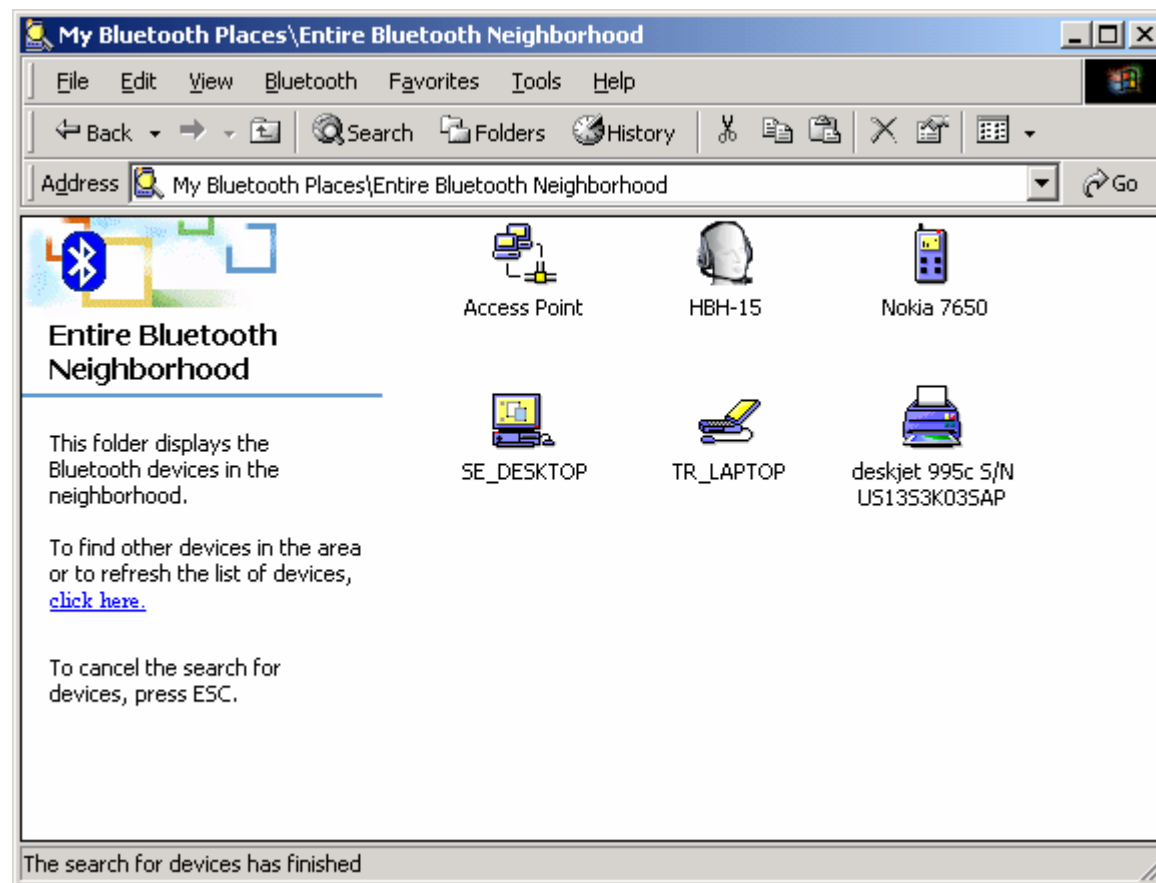 My Bluetooth Places\Entire Bluetooth Neighborhood
File Edit View Bluetooth Favorites Tools Help
Back Search Folders History
Address My Bluetooth Places\Entire Bluetooth Neighborhood Go
Entire Bluetooth
Neighborhood
This folder displays the
Bluetooth devices in the
neighborhood.
To find other devices in the area
or to refresh the list of devices,
click here.
To cancel the search for
devices, press ESC.
Access Point HBH-15 Nokia 7650
SE_DESKTOP TR_LAPTOP deskjet 995c S/N
US13S3K03SAP
The search for devices has finished